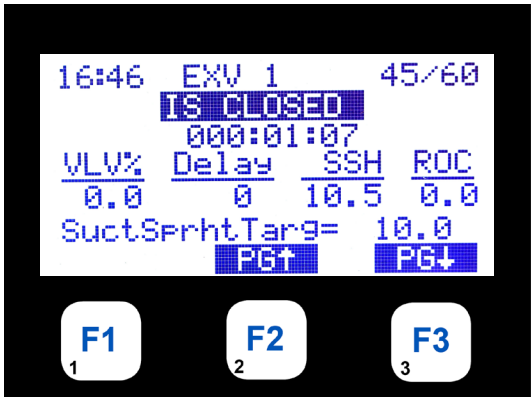 16:46 EXV 1 45/60
IS CLOSED
000:01:07
VLV% Delay SSH ROC
0.0 0 10.5 0.0
SuctSprhtTarg= 10.0
PG↑ PG↓
F1 F2 F3
1 2 3